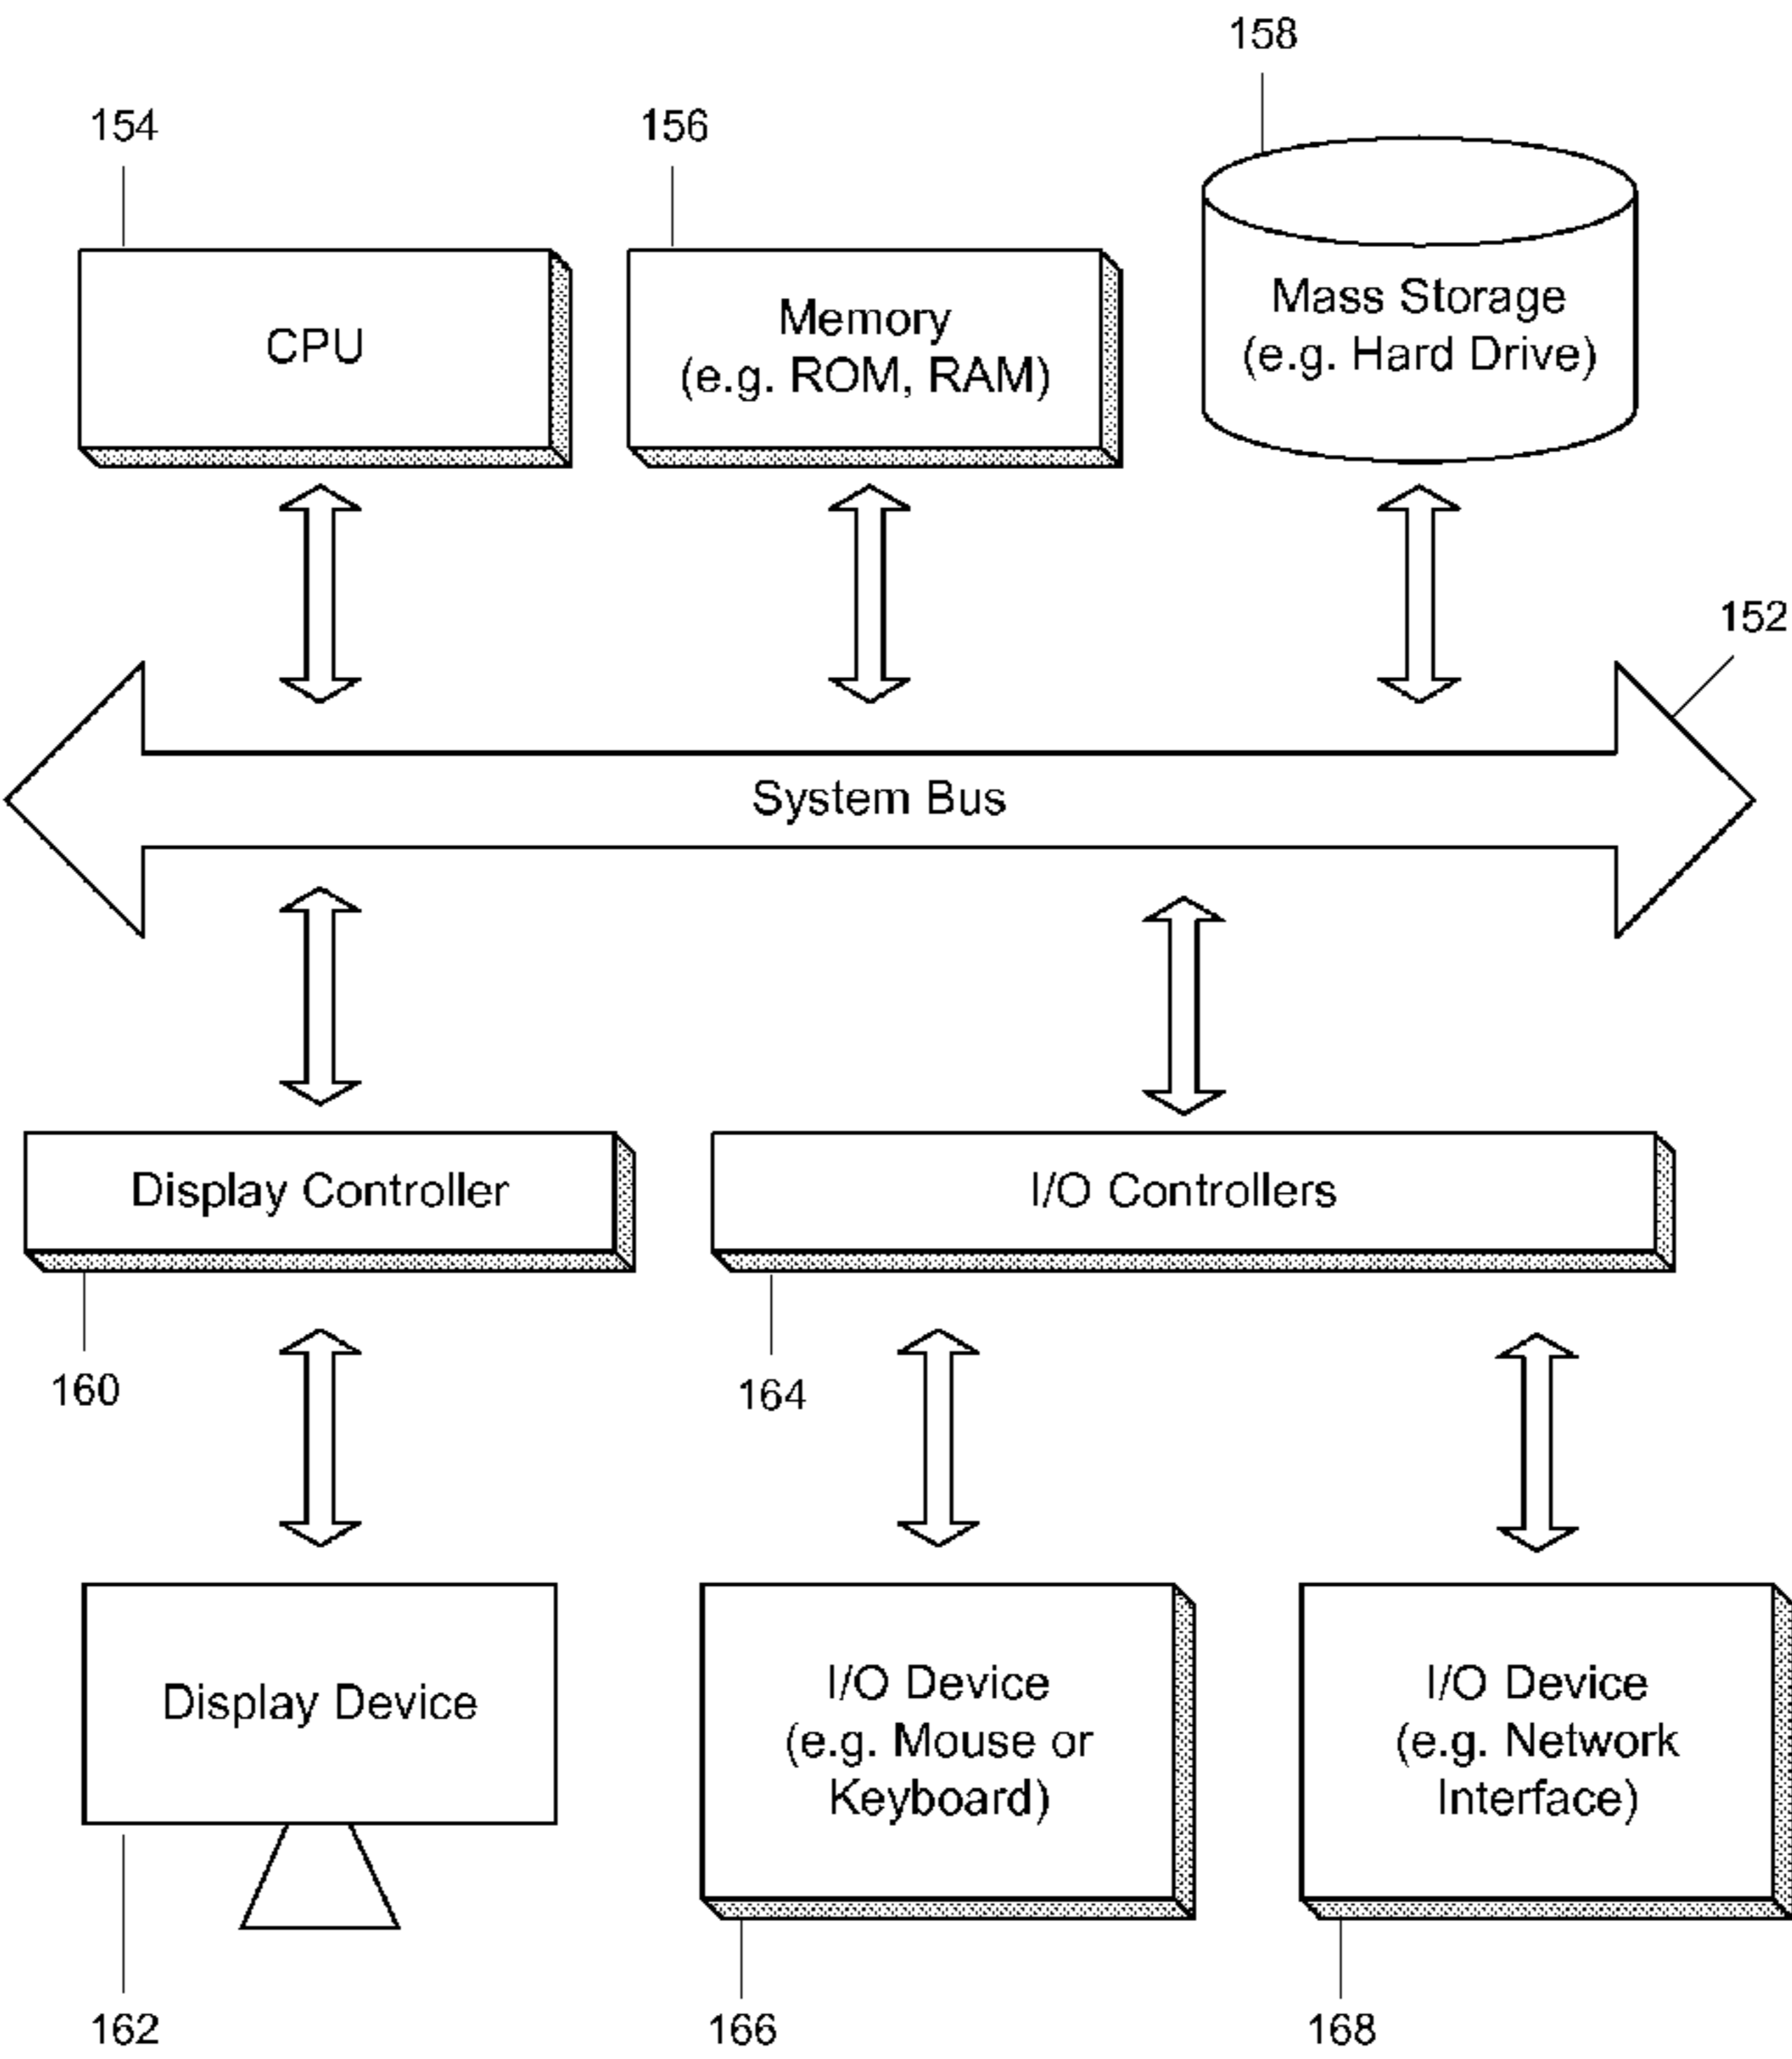 158
154
156
CPU
Memory
(e.g. ROM, RAM)
Mass Storage
(e.g. Hard Drive)
152
System Bus
Display Controller
I/O Controllers
160
164
Display Device
I/O Device
(e.g. Mouse or
Keyboard)
I/O Device
(e.g. Network
Interface)
162
166
168